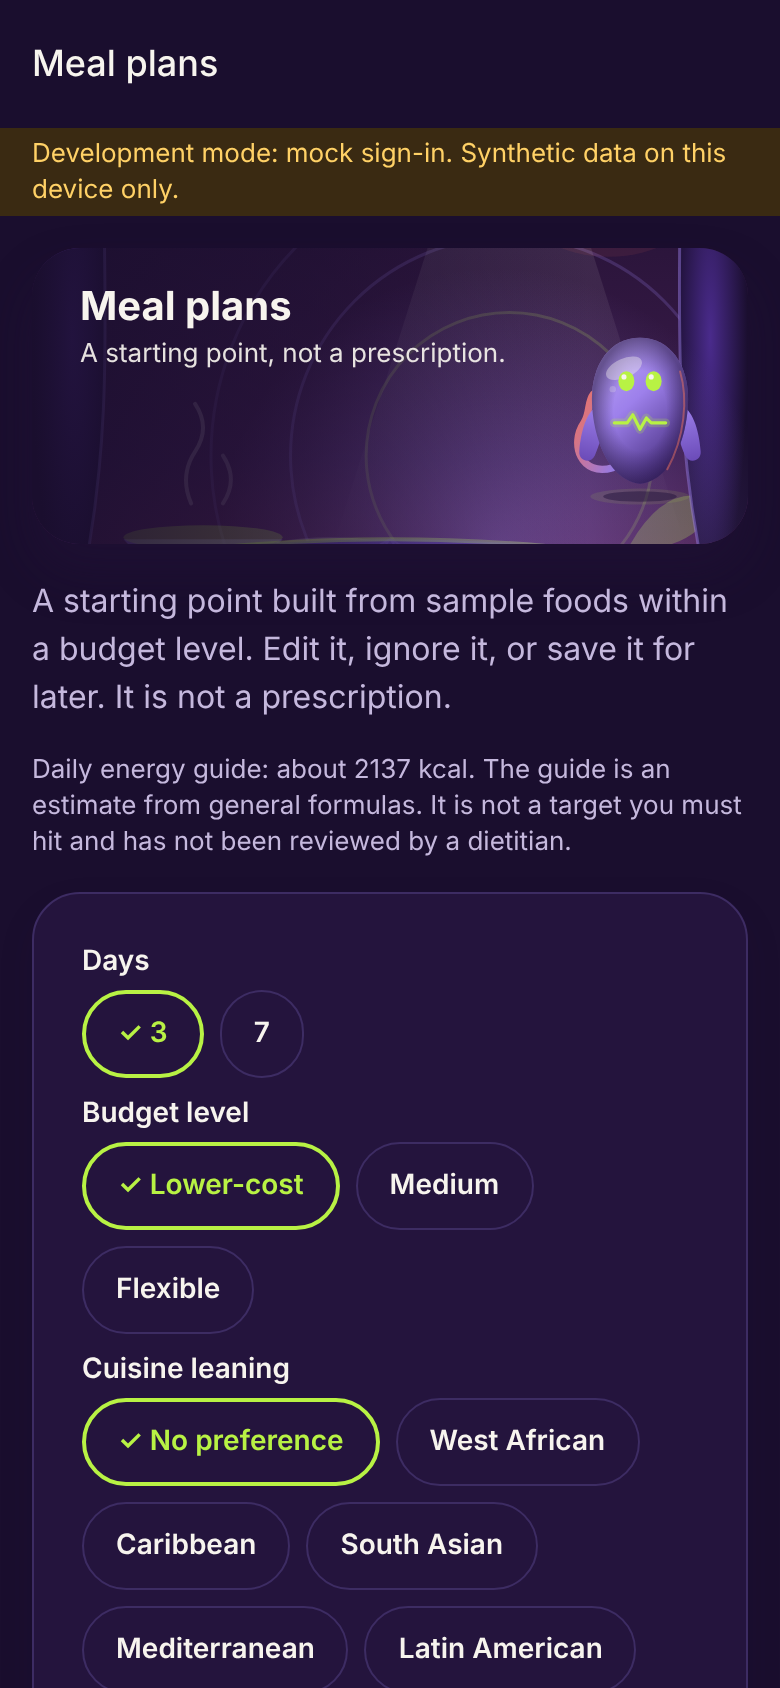 Meal plans
Development mode: mock sign-in. Synthetic data on this
device only.
Meal plans
A starting point, not a prescription.
A starting point built from sample foods within
a budget level. Edit it, ignore it, or save it for
later. It is not a prescription.
Daily energy guide: about 2137 kcal. The guide is an
estimate from general formulas. It is not a target you must
hit and has not been reviewed by a dietitian.
Days
✓ 3 7
Budget level
✓ Lower-cost Medium
Flexible
Cuisine leaning
✓ No preference West African
Caribbean South Asian
Mediterranean Latin American